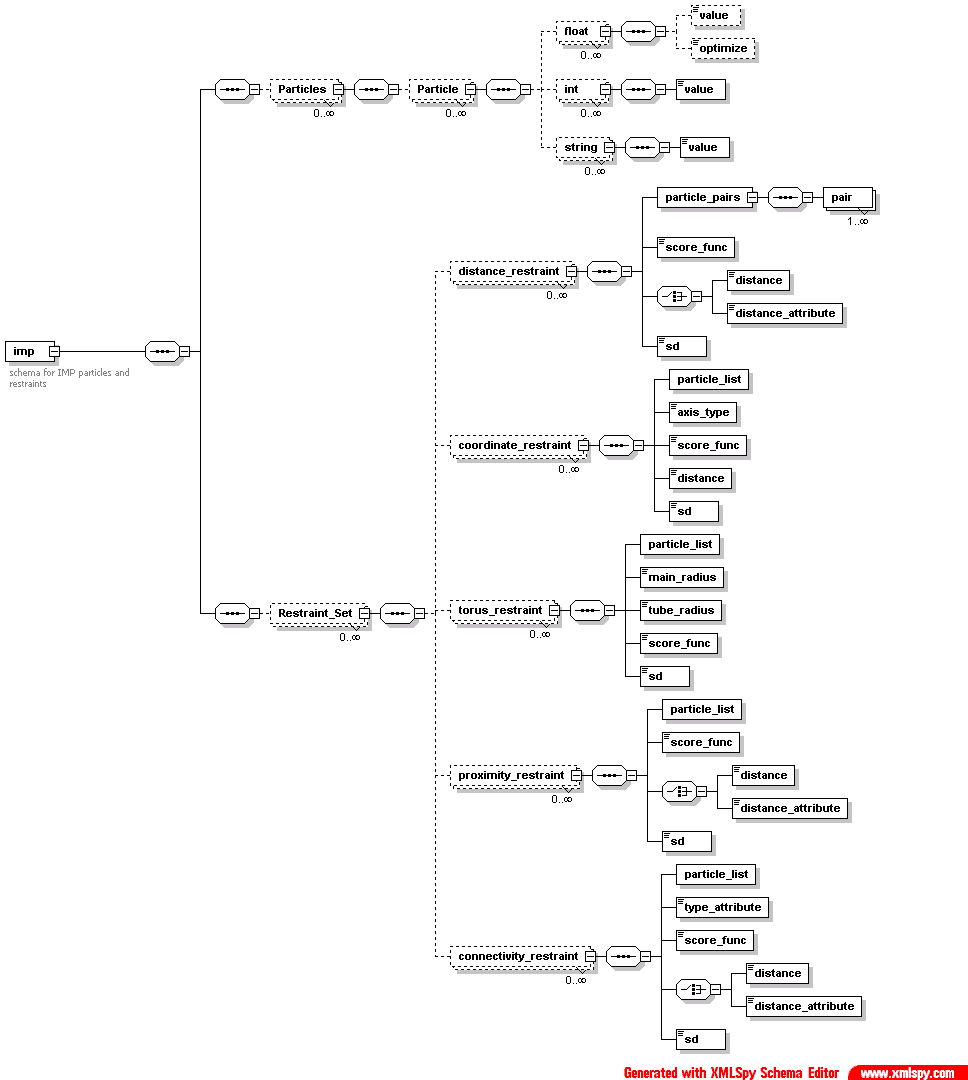 value
float
0..∞
optimize
Particles
0..∞
Particle
0..∞
int
0..∞
value
string
0..∞
value
particle_pairs
pair
1..∞
score_func
distance_restraint
0..∞
distance
distance_attribute
sd
imp
schema for IMP particles and
restraints
particle_list
axis_type
coordinate_restraint
0..∞
score_func
distance
sd
particle_list
main_radius
Restraint_Set
0..∞
torus_restraint
0..∞
tube_radius
score_func
sd
particle_list
score_func
proximity_restraint
0..∞
distance
distance_attribute
sd
particle_list
type_attribute
score_func
connectivity_restraint
0..∞
distance
distance_attribute
sd
Generated with XMLSpy Schema Editor www.xmlspy.com